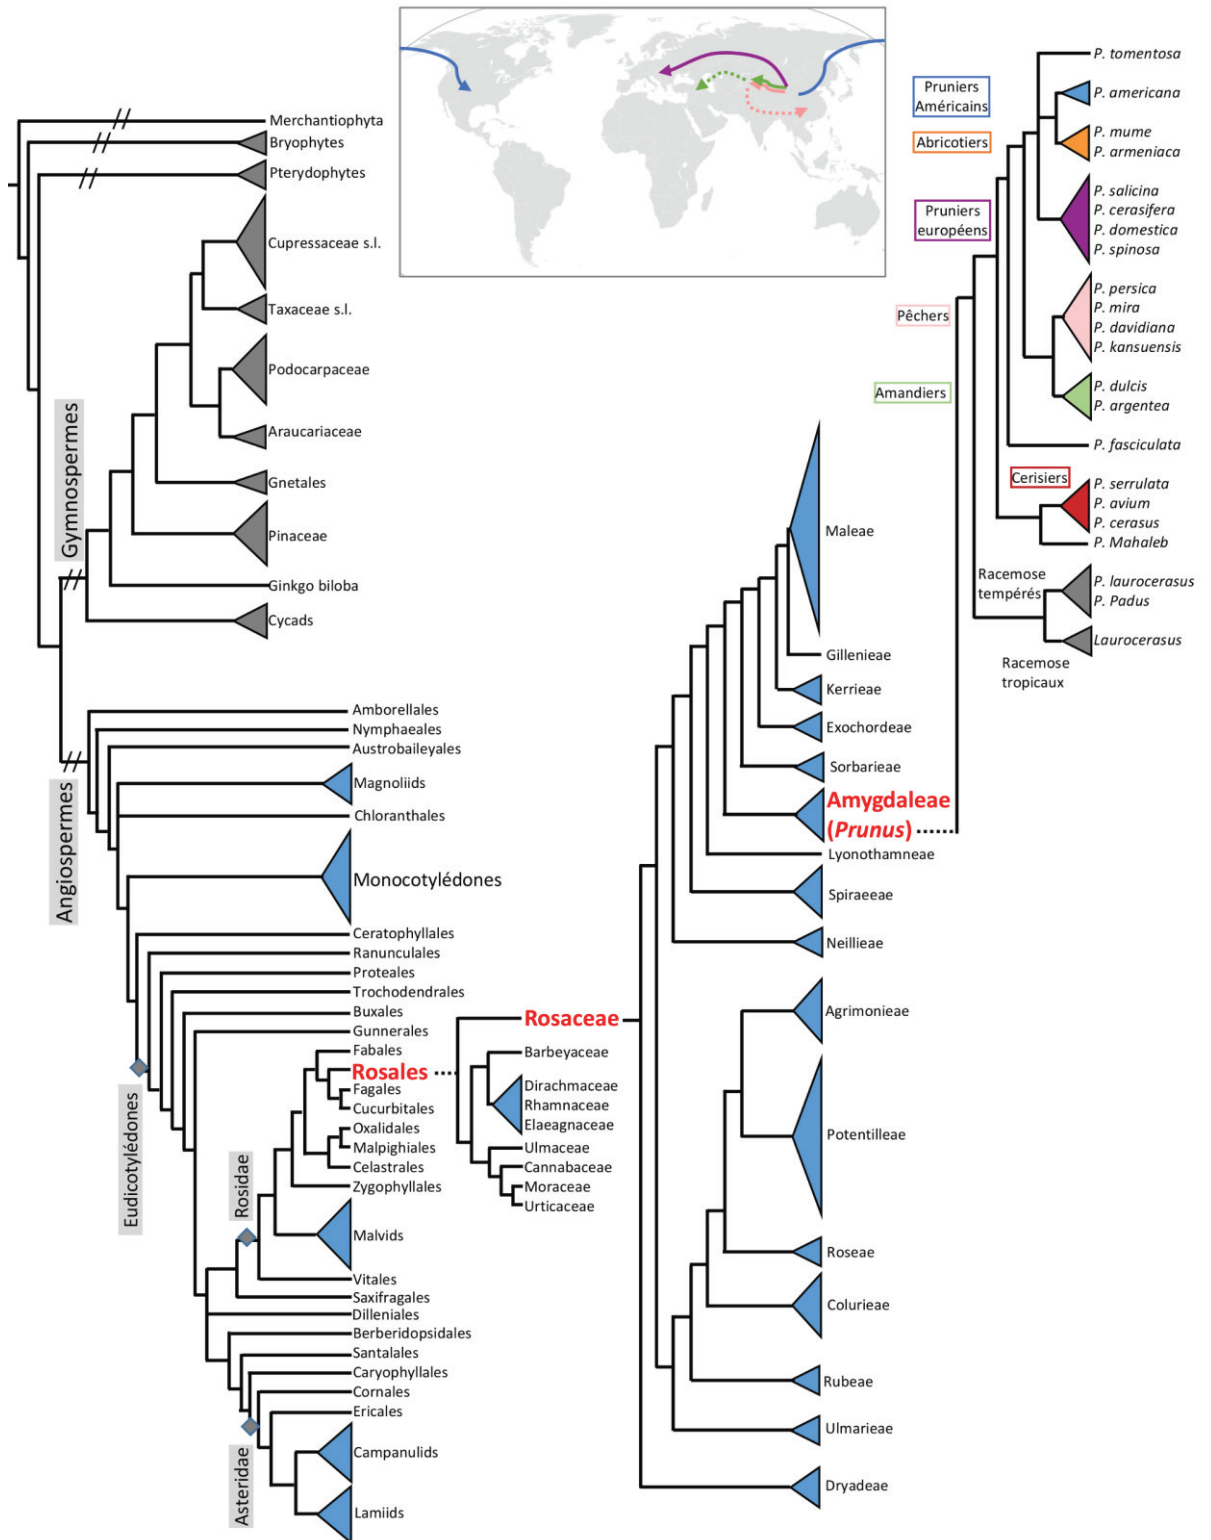 Merchantiophyta
Bryophytes
Pterydophytes
Cupressaceae s.l.
Taxaceae s.l.
Podocarpaceae
Araucariaceae
Gnetales
Pinaceae
Ginkgo biloba
Cycads
Gymnospermes
Amborellales
Nymphaeales
Austrobaileyales
Magnoliids
Chloranthales
Monocotylédones
Angiospermes
Ceratophyllales
Ranunculales
Proteales
Trochodendrales
Buxales
Gunnerales
Fabales
Rosales
Fagales
Cucurbitales
Oxalidales
Malpighiales
Celastrales
Zygophyllales
Malvids
Vitales
Saxifragales
Dilleniales
Berberidopsidales
Santalales
Caryophyllales
Cornales
Ericales
Campanulids
Lamiids
Eudicotylédones
Rosidae
Asteridae
Rosaceae
Barbeyaceae
Dirachmaceae
Rhamnaceae
Elaeagnaceae
Ulmaceae
Cannabaceae
Moraceae
Urticaceae
Maleae
Gillenieae
Kerrieae
Exochordeae
Sorbarieae
Amygdaleae
(Prunus)
Lyonothamneae
Spiraeeae
Neillieae
Agrimonieae
Potentilleae
Roseae
Colurieae
Rubeae
Ulmarieae
Dryadeae
Pruniers
Américains
Abricotiers
Pruniers
européens
Pêchers
Amandiers
Cerisiers
Racemose
tempérés
Racemose
tropicaux
P. tomentosa
P. americana
P. mume
P. armeniaca
P. salicina
P. cerasifera
P. domestica
P. spinosa
P. persica
P. mira
P. davidiana
P. kansuensis
P. dulcis
P. argentea
P. fasciculata
P. serrulata
P. avium
P. cerasus
P. Mahaleb
P. laurocerasus
P. Padus
Laurocerasus